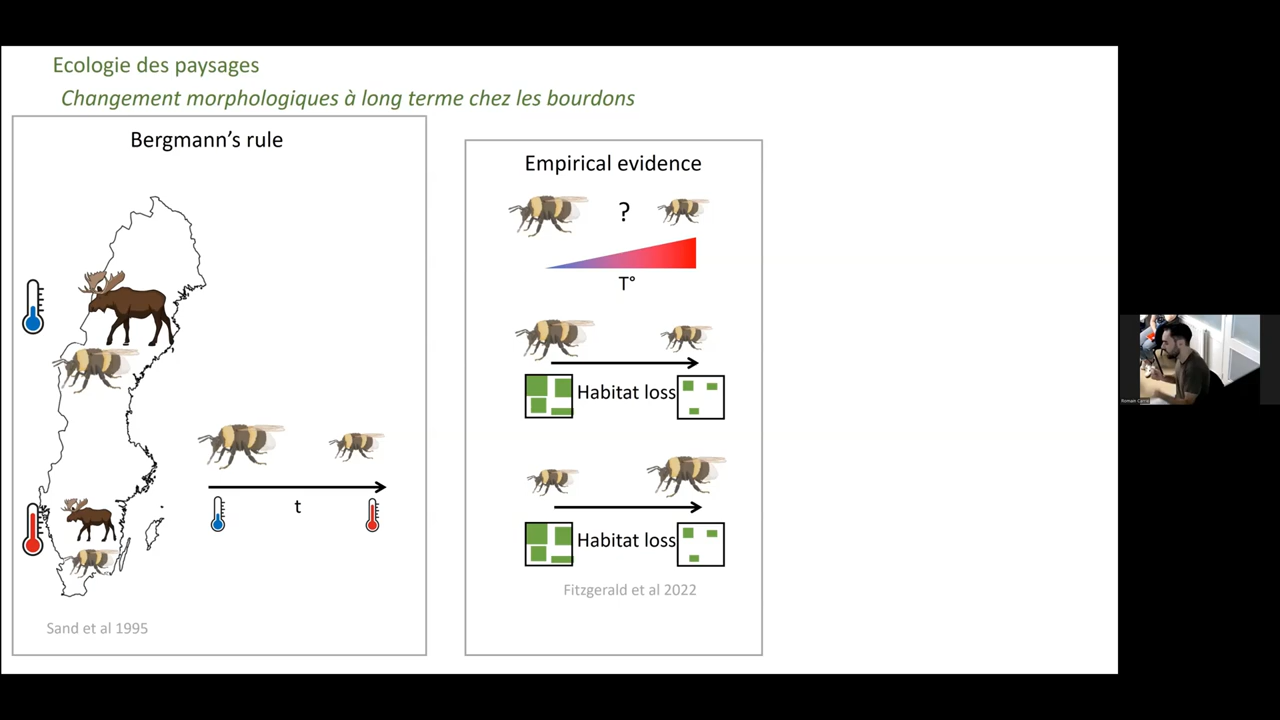 Ecologie des paysages
Changement morphologiques à long terme chez les bourdons
Bergmann's rule
t
Sand et al 1995
Empirical evidence
?
T°
Habitat loss
Habitat loss
Fitzgerald et al 2022